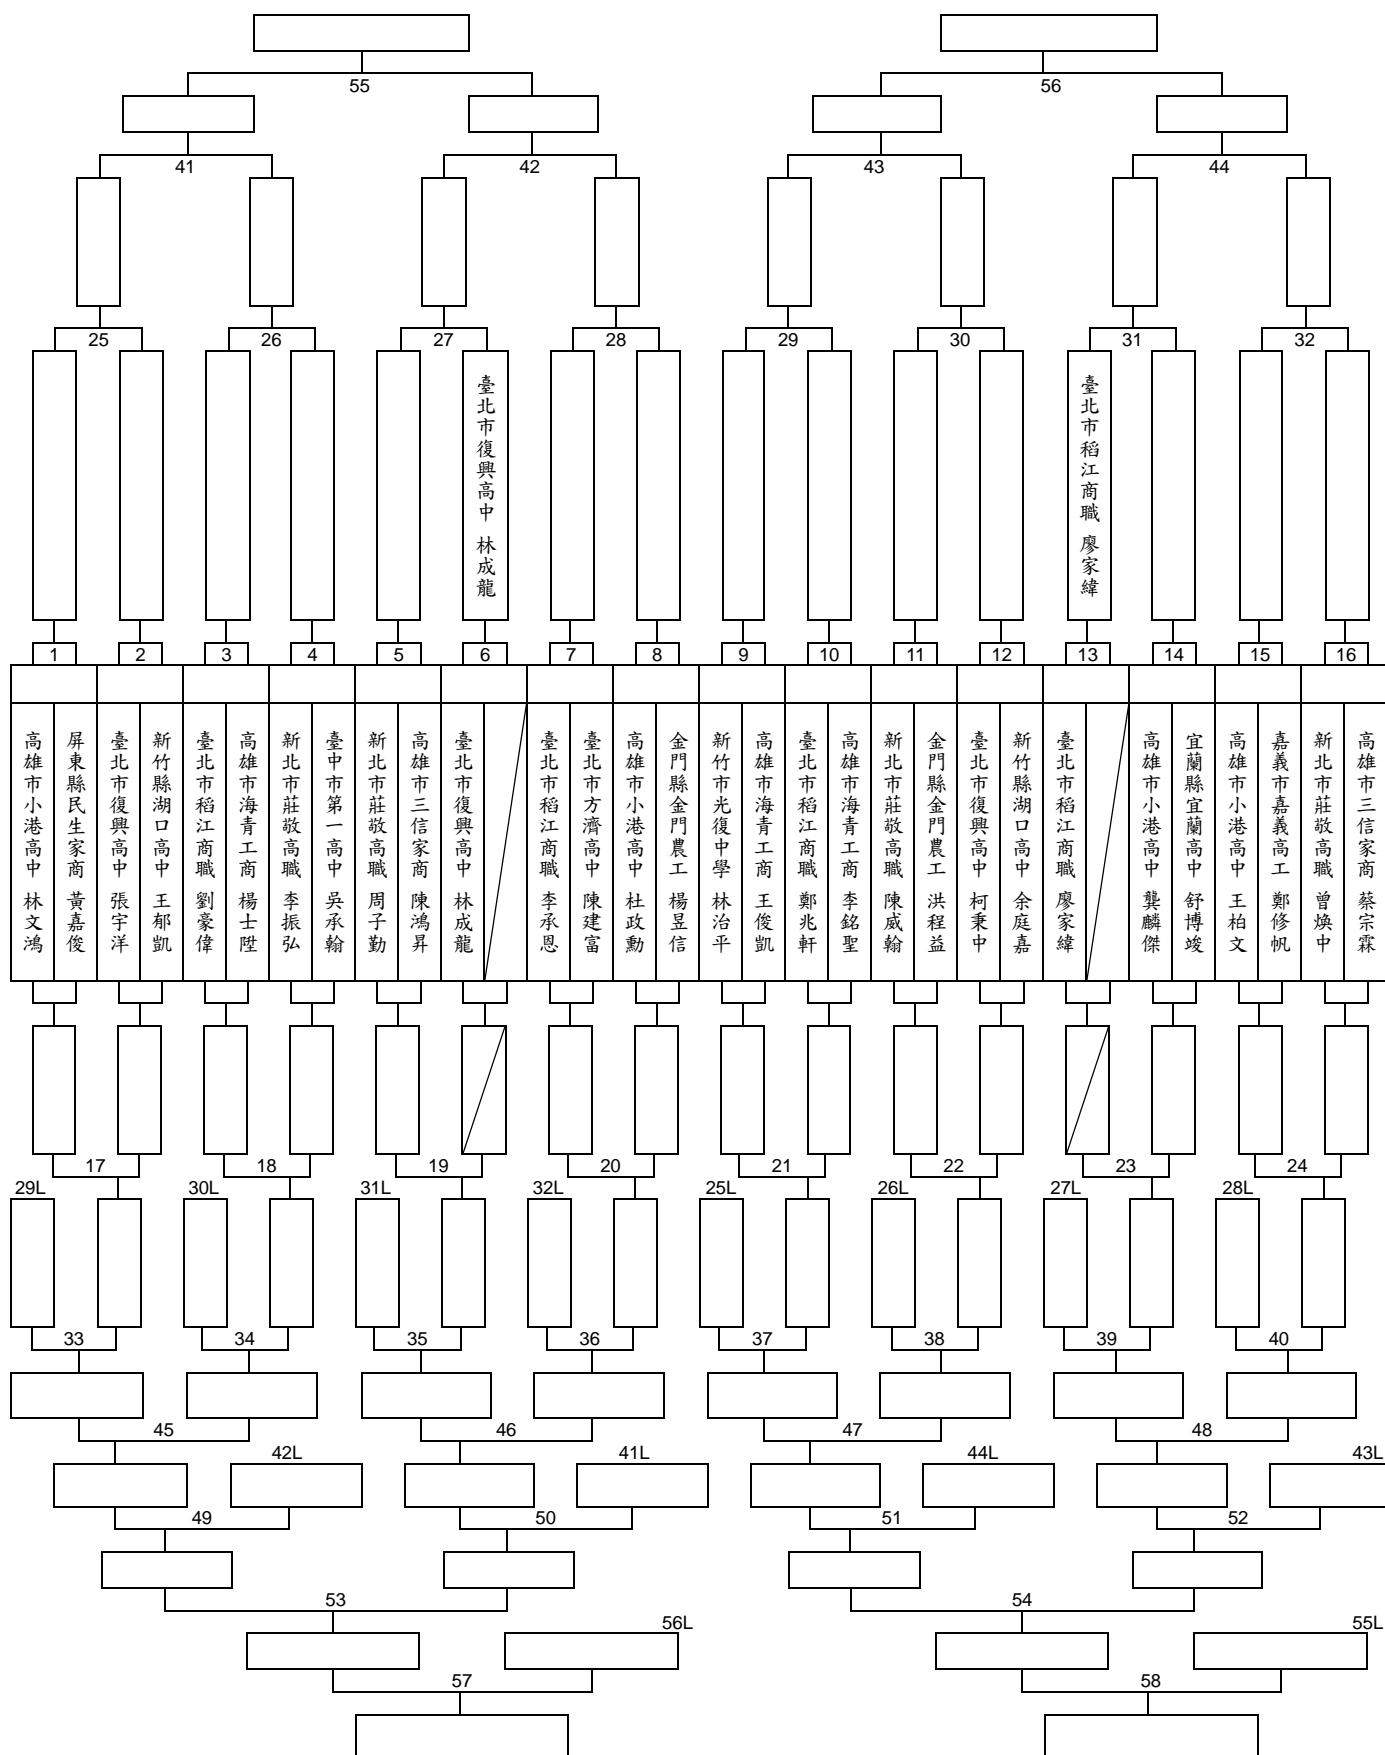 55
56
41
42
43
44
25
26
27
28
29
30
31
32
臺北市復興高中 林成龍
臺北市稻江商職 廖家緯
1
2
3
4
5
6
7
8
9
10
11
12
13
14
15
16
高雄市小港高中 林文鴻
屏東縣民生家商 黃嘉俊
臺北市復興高中 張宇洋
新竹縣湖口高中 王郁凱
臺北市稻江商職 劉豪偉
高雄市海青工商 楊士陞
新北市莊敬高職 李振弘
臺中市第一高中 吳承翰
新北市莊敬高職 周子勤
高雄市三信家商 陳鴻昇
臺北市復興高中 林成龍
臺北市稻江商職 李承恩
臺北市方濟高中 陳建富
高雄市小港高中 杜政勳
金門縣金門農工 楊昱信
新竹市光復中學 林治平
高雄市海青工商 王俊凱
臺北市稻江商職 鄭兆軒
高雄市海青工商 李銘聖
新北市莊敬高職 陳威翰
金門縣金門農工 洪程益
臺北市復興高中 柯秉中
新竹縣湖口高中 余庭嘉
臺北市稻江商職 廖家緯
高雄市小港高中 龔麟傑
宜蘭縣宜蘭高中 舒博竣
高雄市小港高中 王柏文
嘉義市嘉義高工 鄭修帆
新北市莊敬高職 曾煥中
高雄市三信家商 蔡宗霖
17
18
19
20
21
22
23
24
29L
30L
31L
32L
25L
26L
27L
28L
33
34
35
36
37
38
39
40
45
46
47
48
42L
41L
44L
43L
49
50
51
52
53
54
56L
55L
57
58